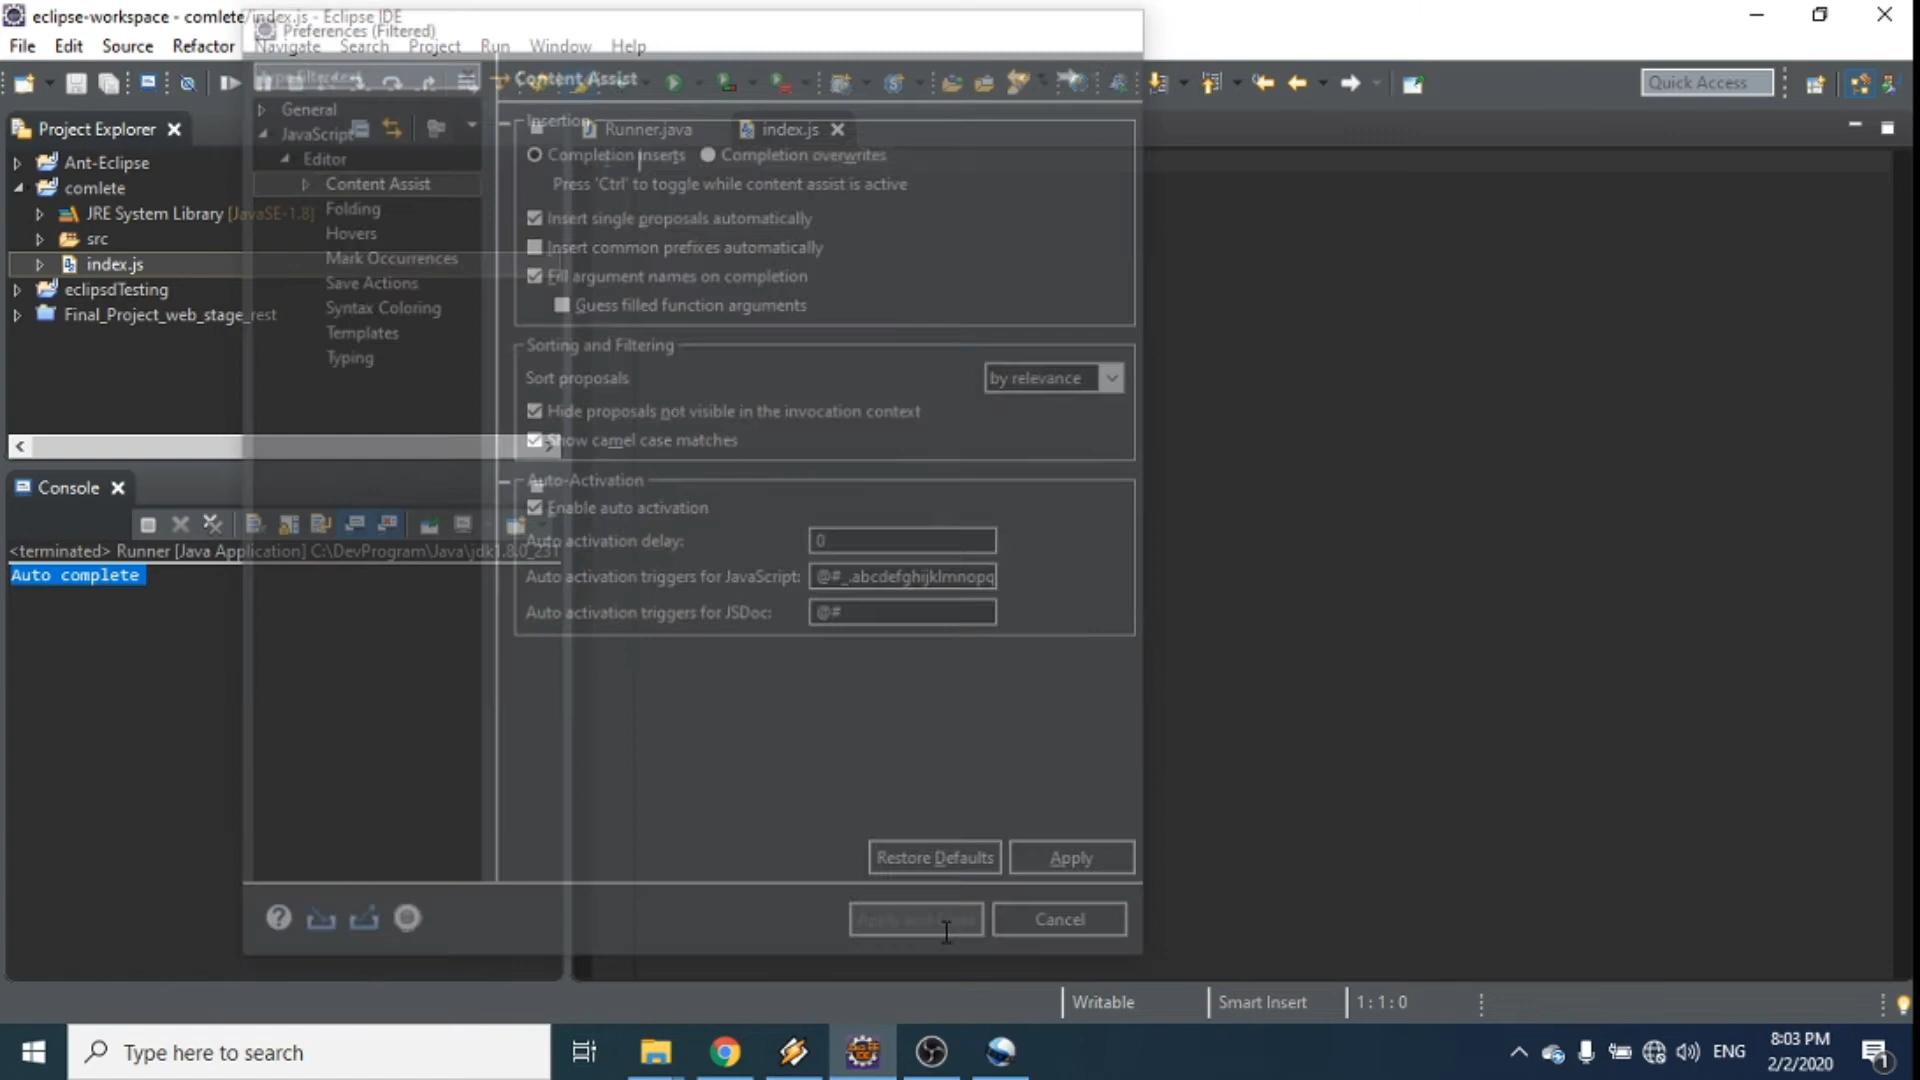 eclipse-workspace - comlete/index.js - Eclipse IDE
Preferences (Filtered)
File Edit Source Refactor Navigate Search Project Run Window Help
Content Assist
Quick Access
General
JavaScript
Editor
Content Assist
Folding
Hovers
Mark Occurrences
Save Actions
Syntax Coloring
Templates
Typing
Project Explorer
Ant-Eclipse
comlete
JRE System Library [JavaSE-1.8]
src
index.js
eclipsdTesting
Final_Project_web_stage_rest
Runner.java index.js
Insertion
Completion inserts Completion overwrites
Press 'Ctrl' to toggle while content assist is active
Insert single proposals automatically
Insert common prefixes automatically
Fill argument names on completion
Guess filled function arguments
Sorting and Filtering
Sort proposals by relevance
Hide proposals not visible in the invocation context
Show camel case matches
Auto-Activation
Enable auto activation
Auto activation delay: 0
Auto activation triggers for JavaScript: @#_.abcdefghijklmnopq
Auto activation triggers for JSDoc: @#
Restore Defaults Apply
Cancel
Console
<terminated> Runner [Java Application] C:\DevProgram\Java\jdk1.8.0_231
Auto complete
Writable Smart Insert 1 : 1 : 0
Type here to search
ENG
8:03 PM
2/2/2020
1